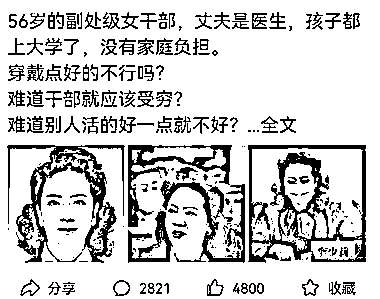 56岁的副处级女干部，丈夫是医生，孩子都
上大学了，没有家庭负担。
穿戴点好的不行吗？
难道干部就应该受穷？
难道别人活的好一点就不好？...全文
分享 2821 4800 收藏